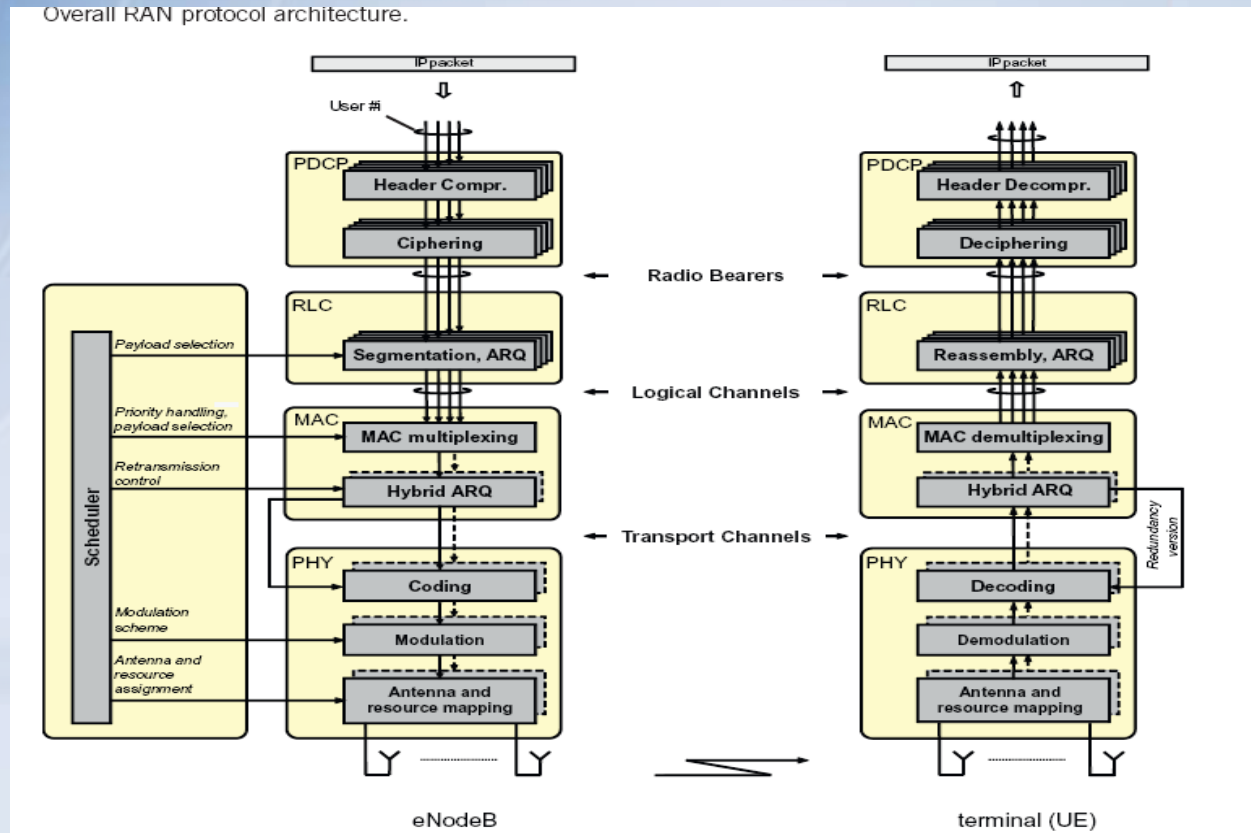 Overall RAN protocol architecture.
IP packet
IP packet
User #i
PDCP
Header Compr.
Ciphering
PDCP
Header Decompr.
Deciphering
Radio Bearers
RLC
Segmentation, ARQ
RLC
Reassembly, ARQ
Payload selection
Logical Channels
Priority handling,
payload selection
Retransmission
control
MAC
MAC multiplexing
Hybrid ARQ
MAC
MAC demultiplexing
Hybrid ARQ
Redundancy
version
Scheduler
Transport Channels
PHY
Coding
Modulation
Antenna and
resource mapping
PHY
Decoding
Demodulation
Antenna and
resource mapping
Modulation
scheme
Antenna and
resource
assignment
eNodeB
terminal (UE)